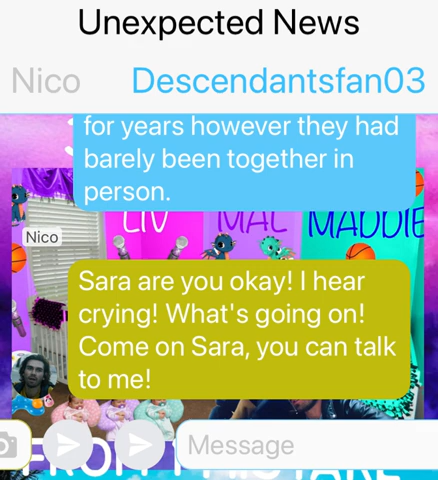 Unexpected News
Nico Descendantsfan03
for years however they had
barely been together in
person.
LIV MAL MADDIE
Nico
Sara are you okay! I hear
crying! What's going on!
Come on Sara, you can talk
to me!
Message
FROM